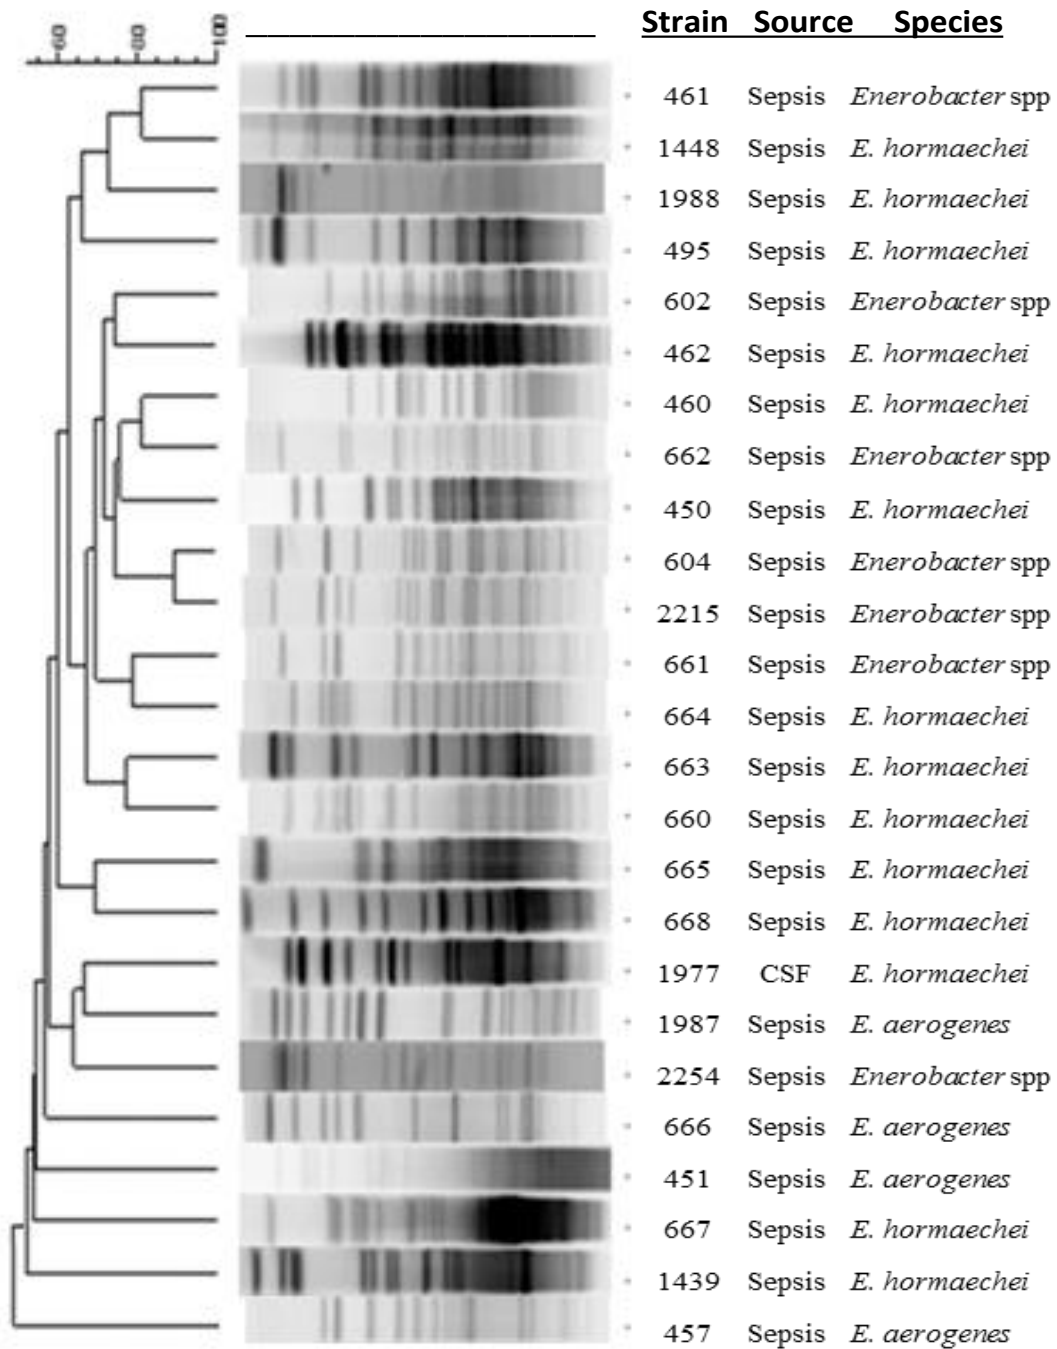 60 80 100
Strain Source Species
461 Sepsis Enerobacter spp
1448 Sepsis E. hormaechei
1988 Sepsis E. hormaechei
495 Sepsis E. hormaechei
602 Sepsis Enerobacter spp
462 Sepsis E. hormaechei
460 Sepsis E. hormaechei
662 Sepsis Enerobacter spp
450 Sepsis E. hormaechei
604 Sepsis Enerobacter spp
2215 Sepsis Enerobacter spp
661 Sepsis Enerobacter spp
664 Sepsis E. hormaechei
663 Sepsis E. hormaechei
660 Sepsis E. hormaechei
665 Sepsis E. hormaechei
668 Sepsis E. hormaechei
1977 CSF E. hormaechei
1987 Sepsis E. aerogenes
2254 Sepsis Enerobacter spp
666 Sepsis E. aerogenes
451 Sepsis E. aerogenes
667 Sepsis E. hormaechei
1439 Sepsis E. hormaechei
457 Sepsis E. aerogenes